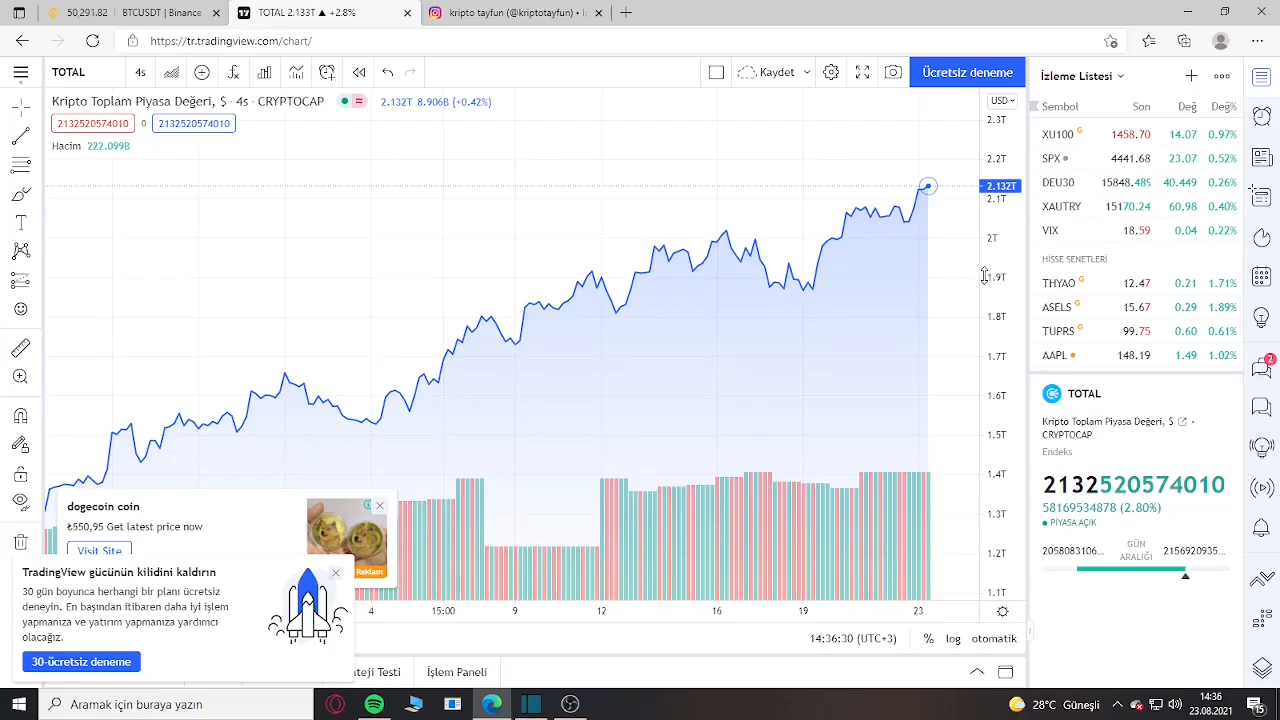 50,291.82 | BTCUSDT | Binance
TOTAL 2.133T ▲ +2.8%
kripto tayfun (@kriptotayfun) •
https://tr.tradingview.com/chart/
TOTAL
4s
Kaydet
Ücretsiz deneme
İzleme Listesi
Kripto Toplam Piyasa Değeri, $ · 4s · CRYPTOCAP
2.132T 8.906B (+0.42%)
2132520574010 0 2132520574010
Hacim 222.099B
USD
2.3T
2.2T
2.132T
2.1T
2T
1.9T
1.8T
1.7T
1.6T
1.5T
1.4T
1.3T
1.2T
1.1T
Sembol Son Değ Değ%
XU100 G 1458.70 14.07 0.97%
SPX 4441.68 23.07 0.52%
DEU30 15848.489 40.449 0.26%
XAUTRY 15170.24 60.98 0.40%
VIX 18.59 0.04 0.22%
HİSSE SENETLERİ
THYAO G 12.47 0.21 1.71%
ASELS G 15.67 0.29 1.89%
TUPRS G 99.75 0.60 0.61%
AAPL 148.19 1.49 1.02%
2
TOTAL
Kripto Toplam Piyasa Değeri, $ •
CRYPTOCAP
Endeks
2132520574010
58169534878 (2.80%)
PİYASA AÇIK
2058083106... GÜN ARALIĞI 2156920935...
dogecoin coin
₺550,95 Get latest price now
Visit Site
Reklam
TradingView gücünün kilidini kaldırın
30 gün boyunca herhangi bir planı ücretsiz
deneyin. En başından itibaren daha iyi işlem
yapmanıza ve yatırım yapmanıza yardımcı
olacağız.
30-ücretsiz deneme
4 15:00 9 12 16 19 23
14:36:30 (UTC+3) % log otomatik
ateji Testi İşlem Paneli
Aramak için buraya yazın
28°C Güneşli
14:36
23.08.2021
5